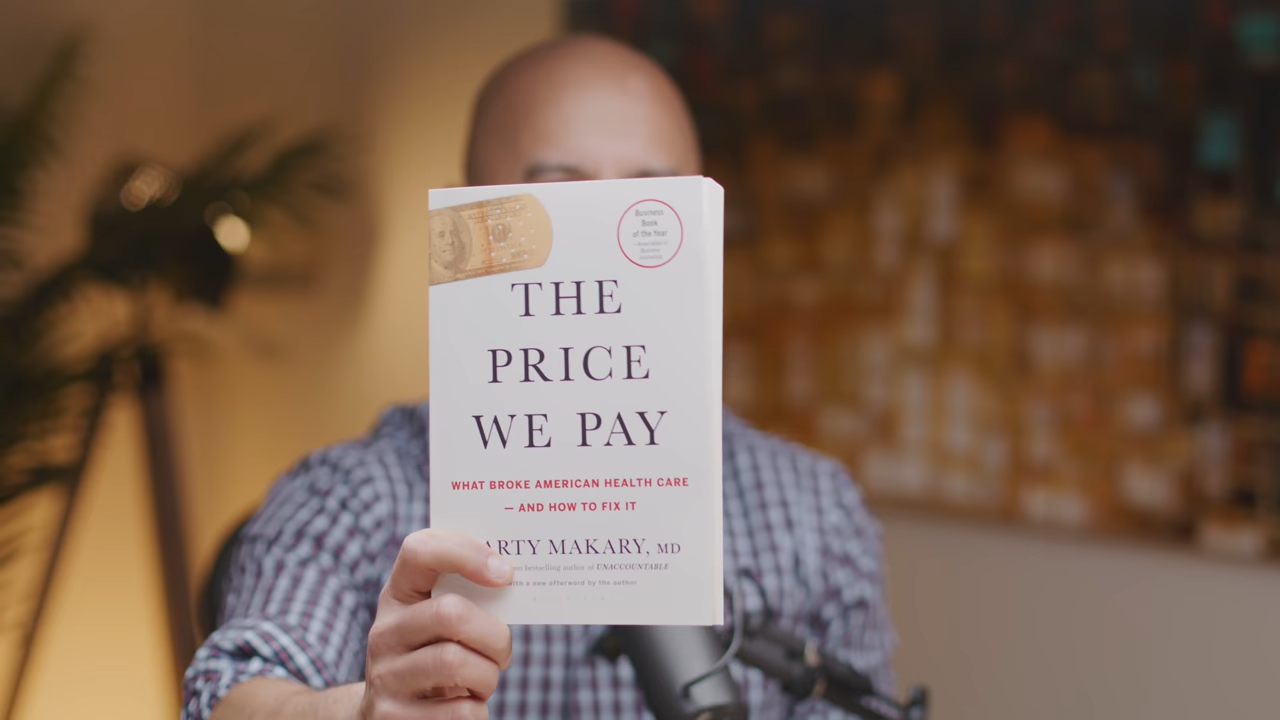 Business
Book
of the Year
THE
PRICE
WE PAY
WHAT BROKE AMERICAN HEALTH CARE
— AND HOW TO FIX IT
ARTY MAKARY, MD
bestselling author of UNACCOUNTABLE
with a new afterword by the author